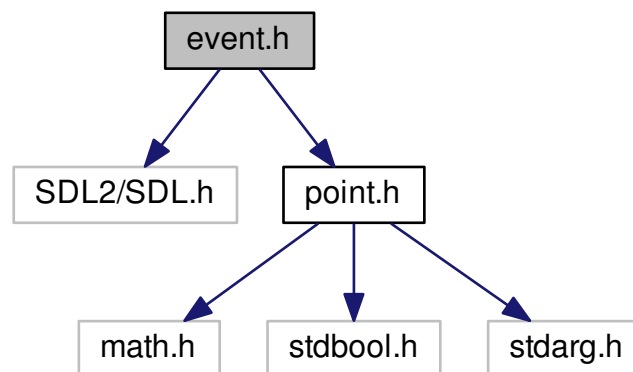 event.h
SDL2/SDL.h
point.h
math.h
stdbool.h
stdarg.h